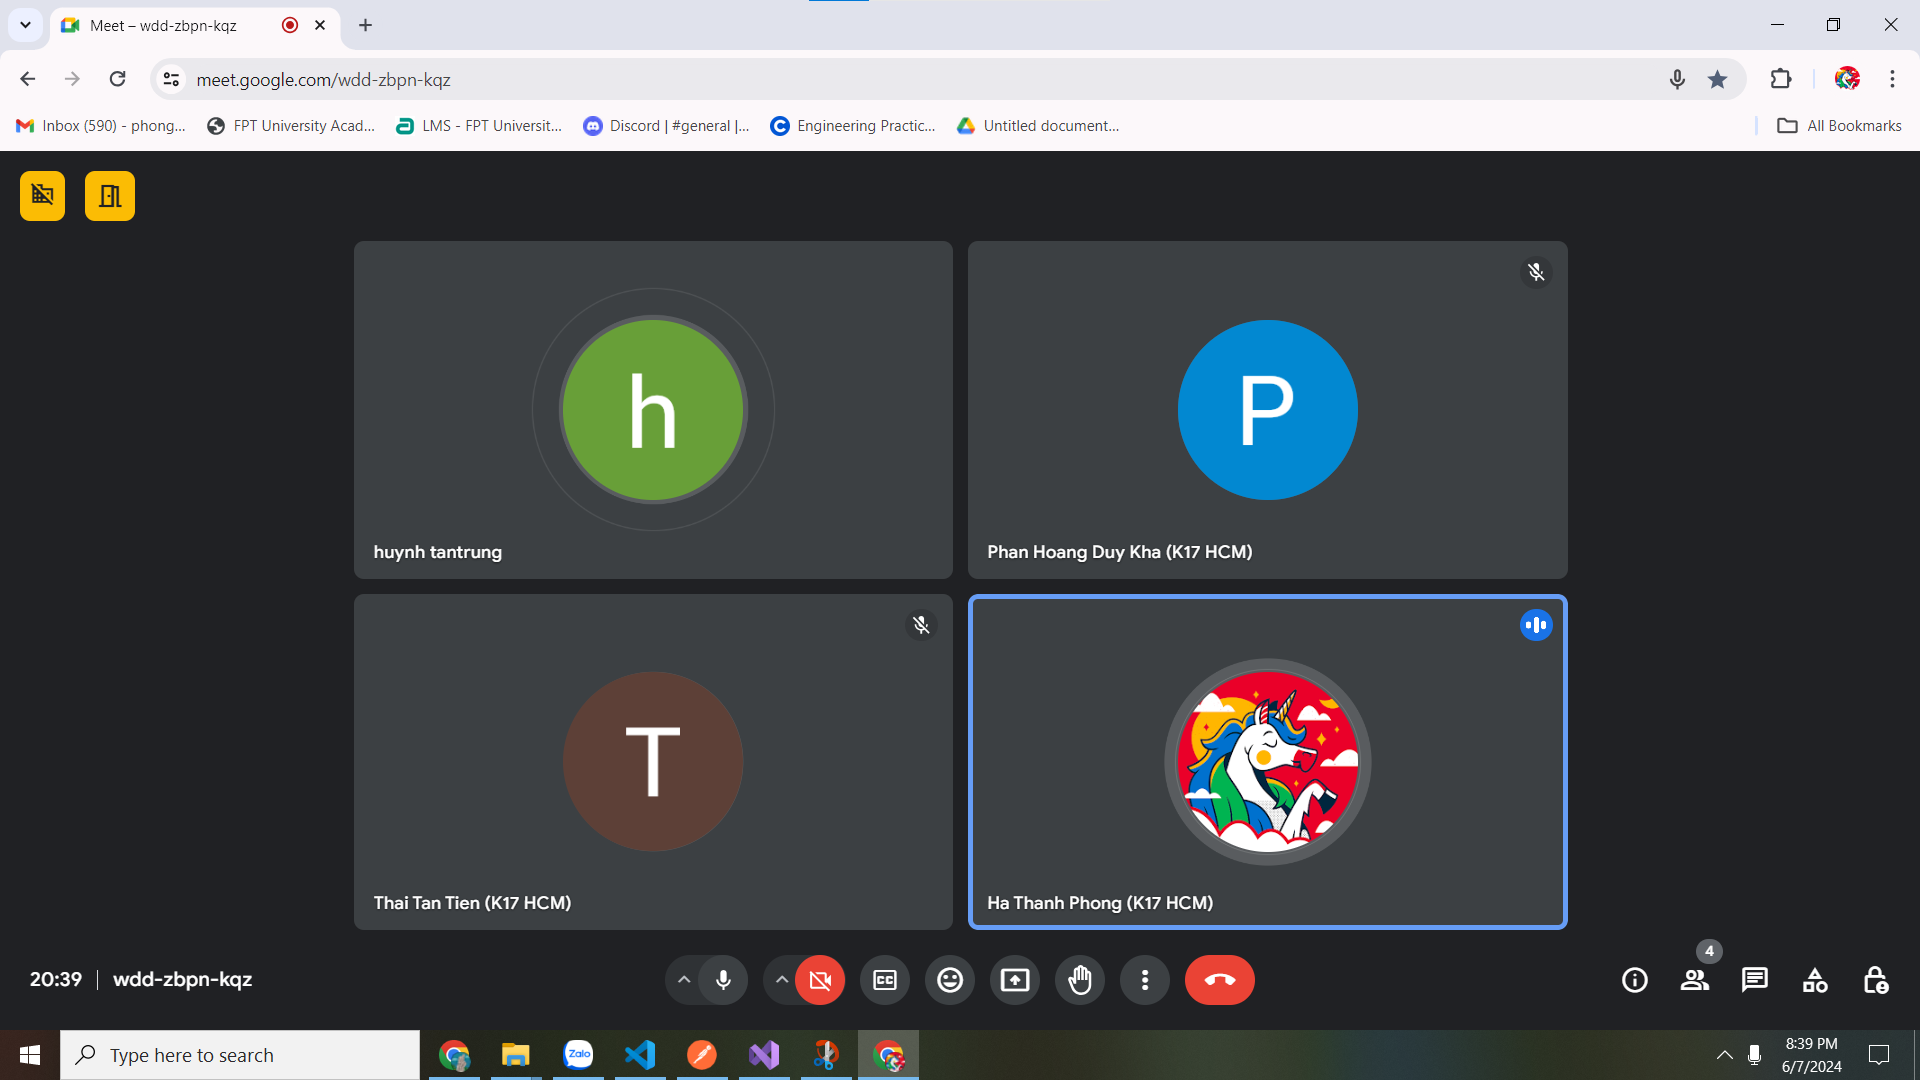 Meet – wdd-zbpn-kqz
meet.google.com/wdd-zbpn-kqz
Inbox (590) - phong...
FPT University Acad...
LMS - FPT Universit...
Discord | #general |...
Engineering Practic...
Untitled document...
All Bookmarks
h
P
huynh tantrung
Phan Hoang Duy Kha (K17 HCM)
T
Thai Tan Tien (K17 HCM)
Ha Thanh Phong (K17 HCM)
4
20:39
wdd-zbpn-kqz
CC
Type here to search
Zalo
8:39 PM
6/7/2024